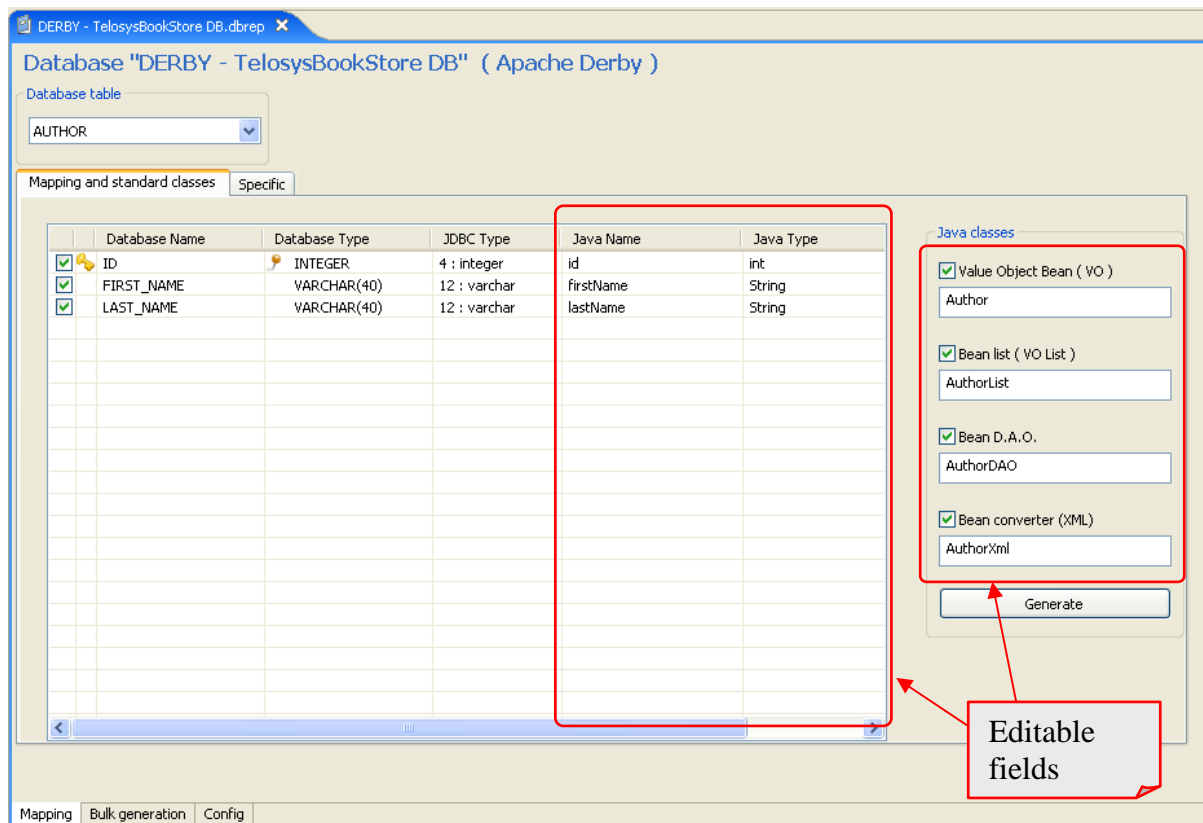 DERBY - TelosysBookStore DB.dbrep
Database "DERBY - TelosysBookStore DB" ( Apache Derby )
Database table
AUTHOR
Mapping and standard classes Specific
Database Name Database Type JDBC Type Java Name Java Type
ID INTEGER 4 : integer id int
FIRST_NAME VARCHAR(40) 12 : varchar firstName String
LAST_NAME VARCHAR(40) 12 : varchar lastName String
Java classes
Value Object Bean ( VO )
Author
Bean list ( VO List )
AuthorList
Bean D.A.O.
AuthorDAO
Bean converter (XML)
AuthorXml
Generate
Editable
fields
Mapping Bulk generation Config